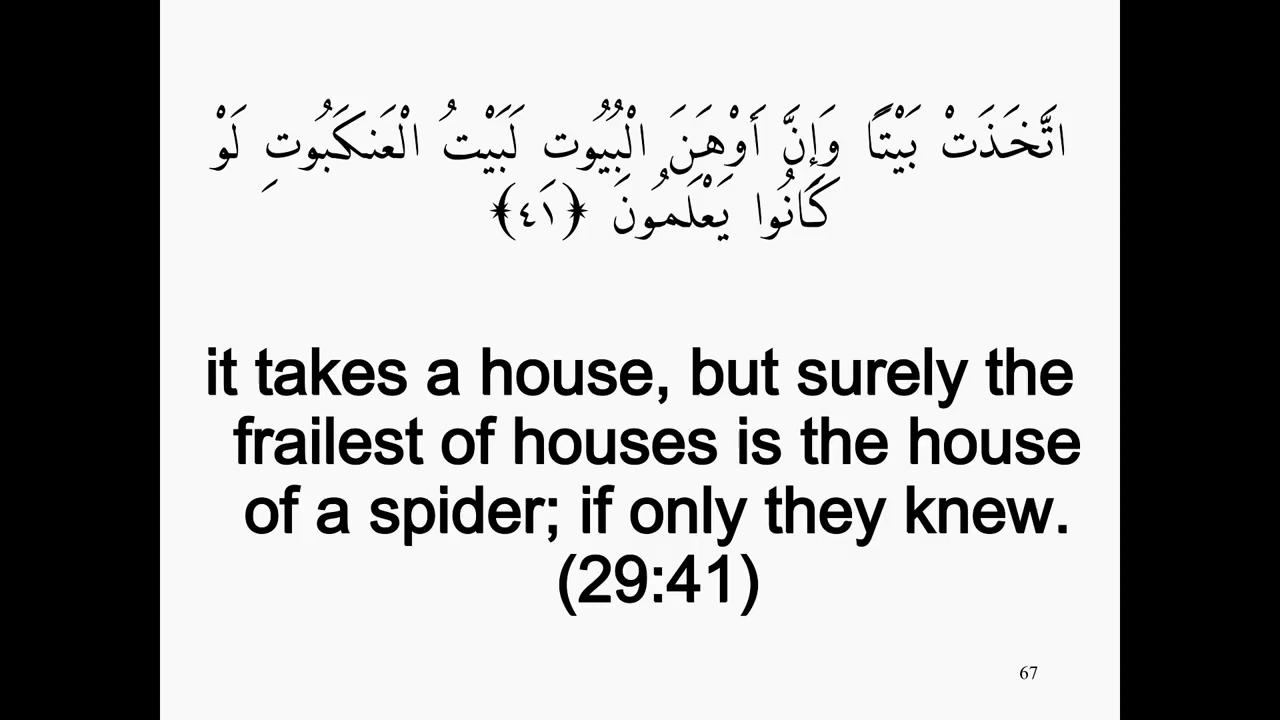 اتَّخَذَتْ بَيْتًا وَإِنَّ أَوْهَنَ الْبُيُوتِ لَبَيْتُ الْعَنكَبُوتِ لَوْ
كَانُوا يَعْلَمُونَ ﴿٤١﴾
it takes a house, but surely the
frailest of houses is the house
of a spider; if only they knew.
(29:41)
67